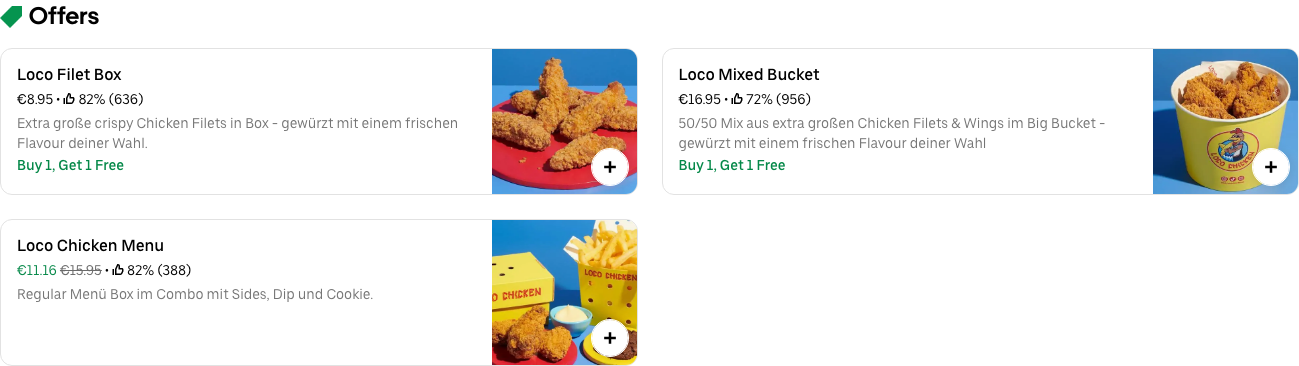 Offers
Loco Filet Box
€8.95 • 82% (636)
Extra große crispy Chicken Filets in Box - gewürzt mit einem frischen
Flavour deiner Wahl.
Buy 1, Get 1 Free
Loco Mixed Bucket
€16.95 • 72% (956)
50/50 Mix aus extra großen Chicken Filets & Wings im Big Bucket -
gewürzt mit einem frischen Flavour deiner Wahl
Buy 1, Get 1 Free
LOCO CHICKEN
Loco Chicken Menu
€11.16 €15.95 • 82% (388)
Regular Menü Box im Combo mit Sides, Dip und Cookie.
LOCO CHICKEN
CHICKEN